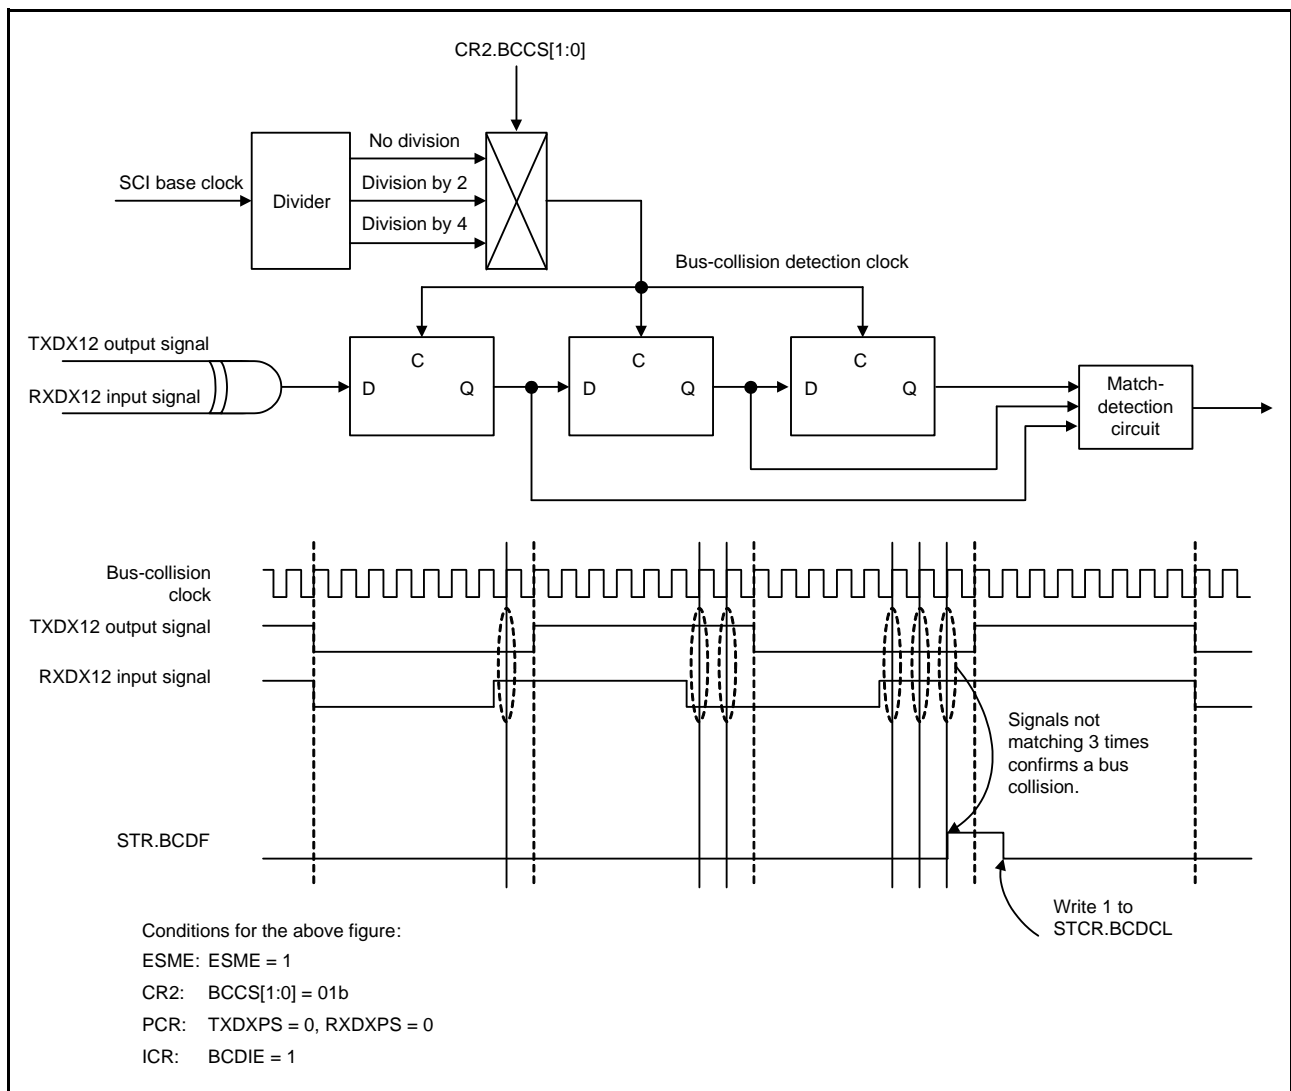 CR2.BCCS[1:0]
No division
SCI base clock
Divider
Division by 2
Division by 4
Bus-collision detection clock
TXDX12 output signal
RXDX12 input signal
C
D
Q
C
D
Q
C
D
Q
Match-
detection
circuit
Bus-collision
clock
TXDX12 output signal
RXDX12 input signal
Signals not
matching 3 times
confirms a bus
collision.
STR.BCDF
Write 1 to
STCR.BCDCL
Conditions for the above figure:
ESME: ESME = 1
CR2: BCCS[1:0] = 01b
PCR: TXDXPS = 0, RXDXPS = 0
ICR: BCDIE = 1